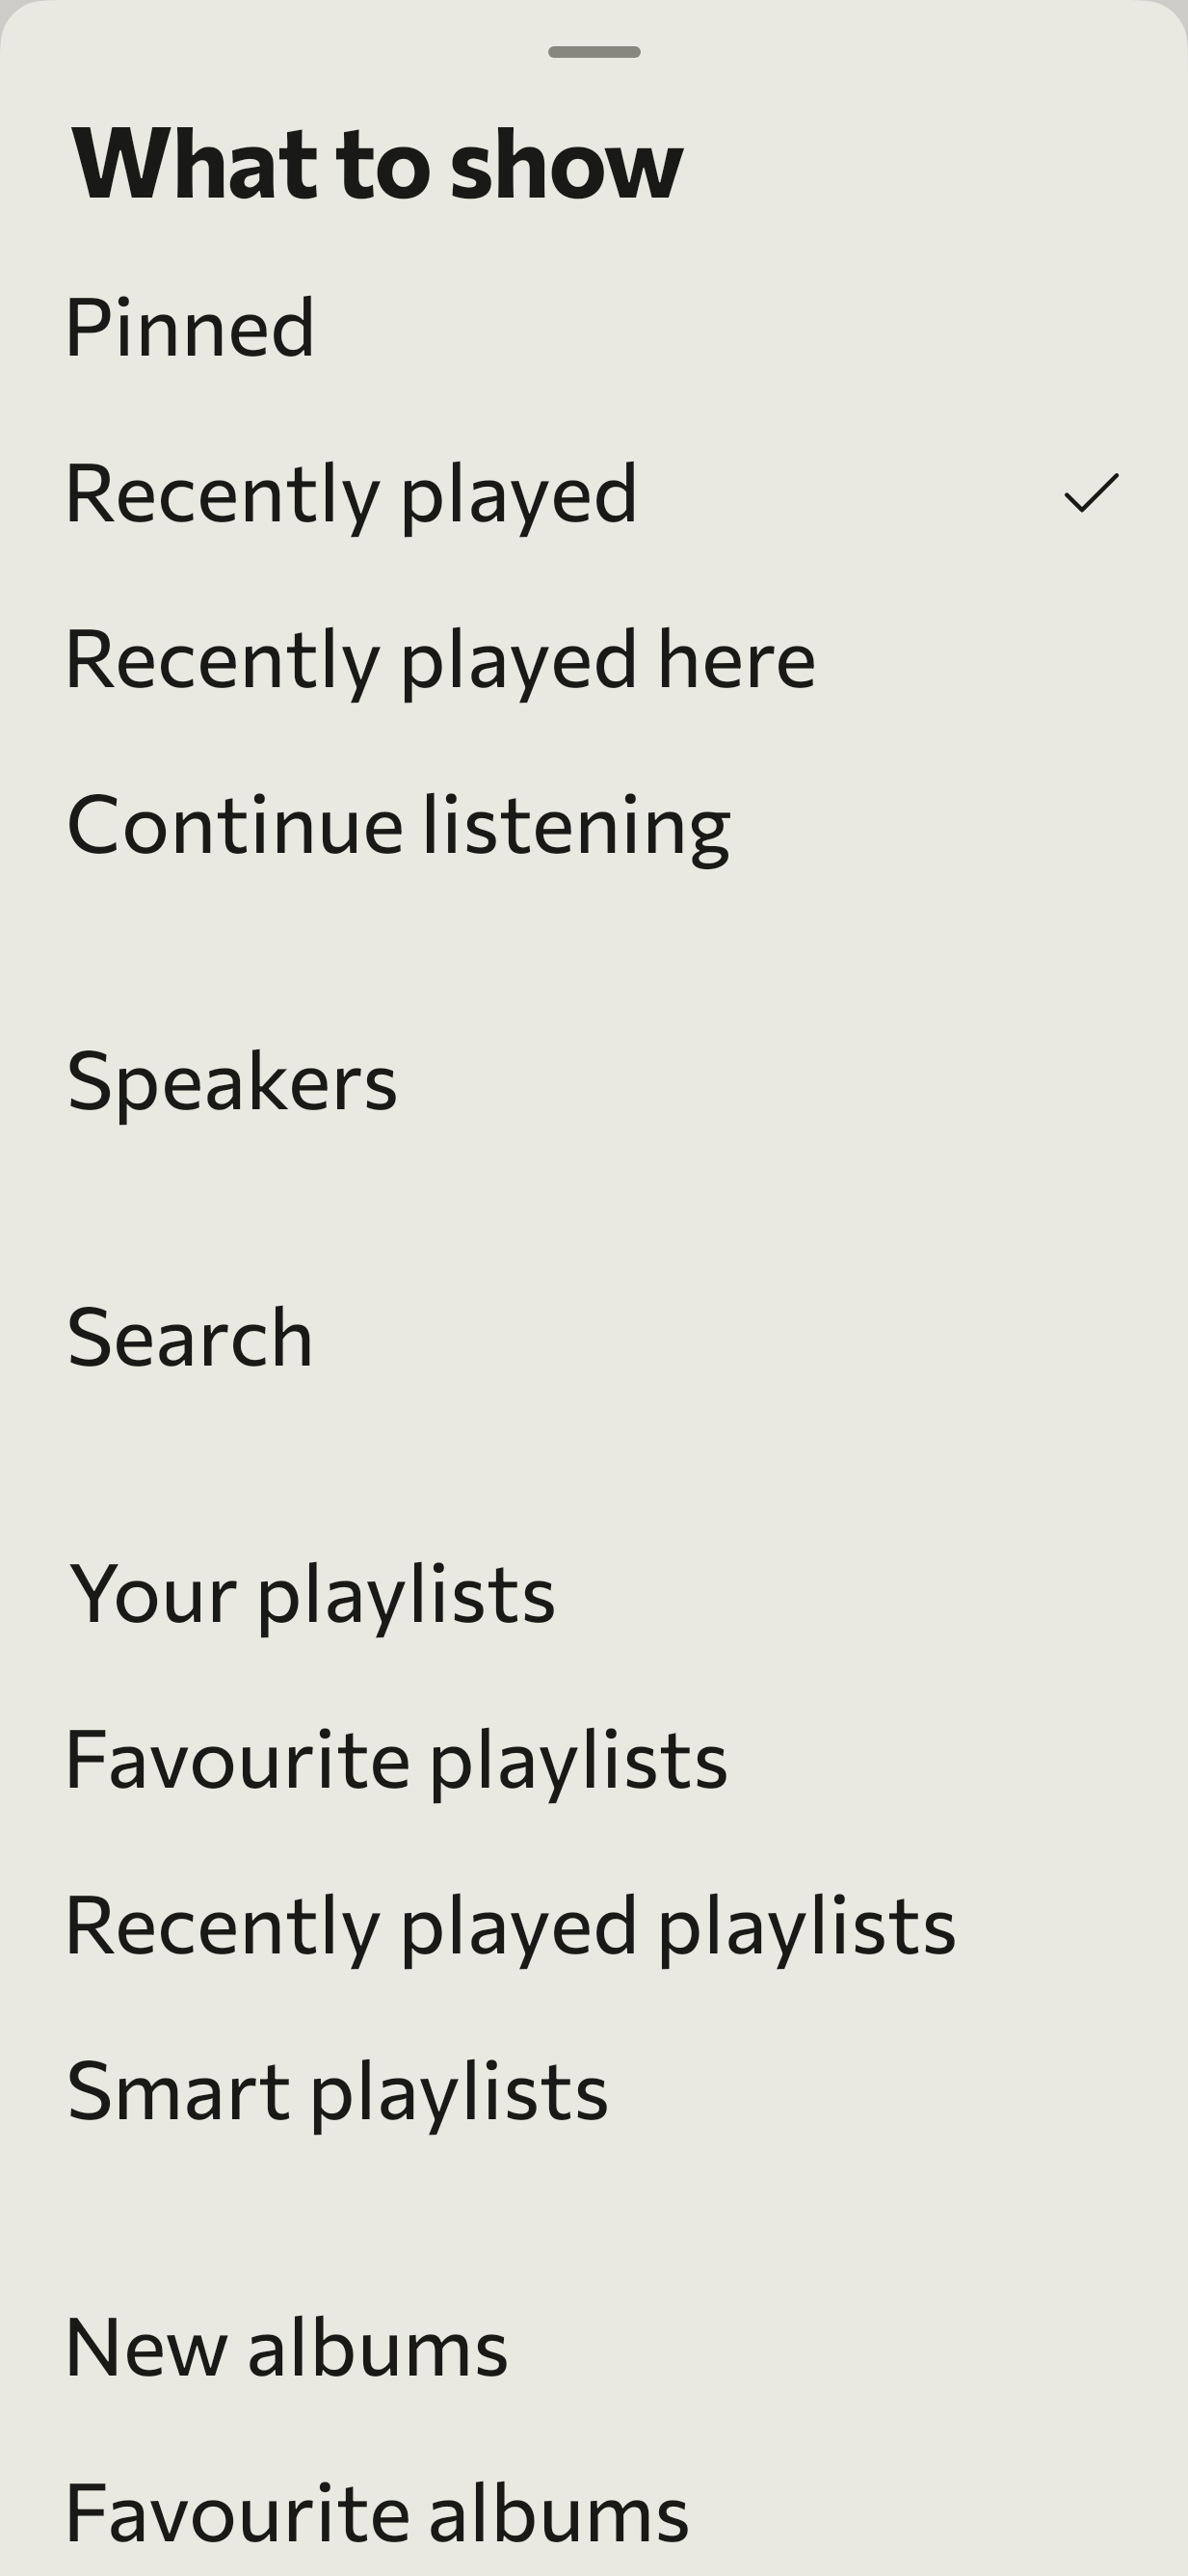 What to show
Pinned
Recently played
Recently played here
Continue listening
Speakers
Search
Your playlists
Favourite playlists
Recently played playlists
Smart playlists
New albums
Favourite albums